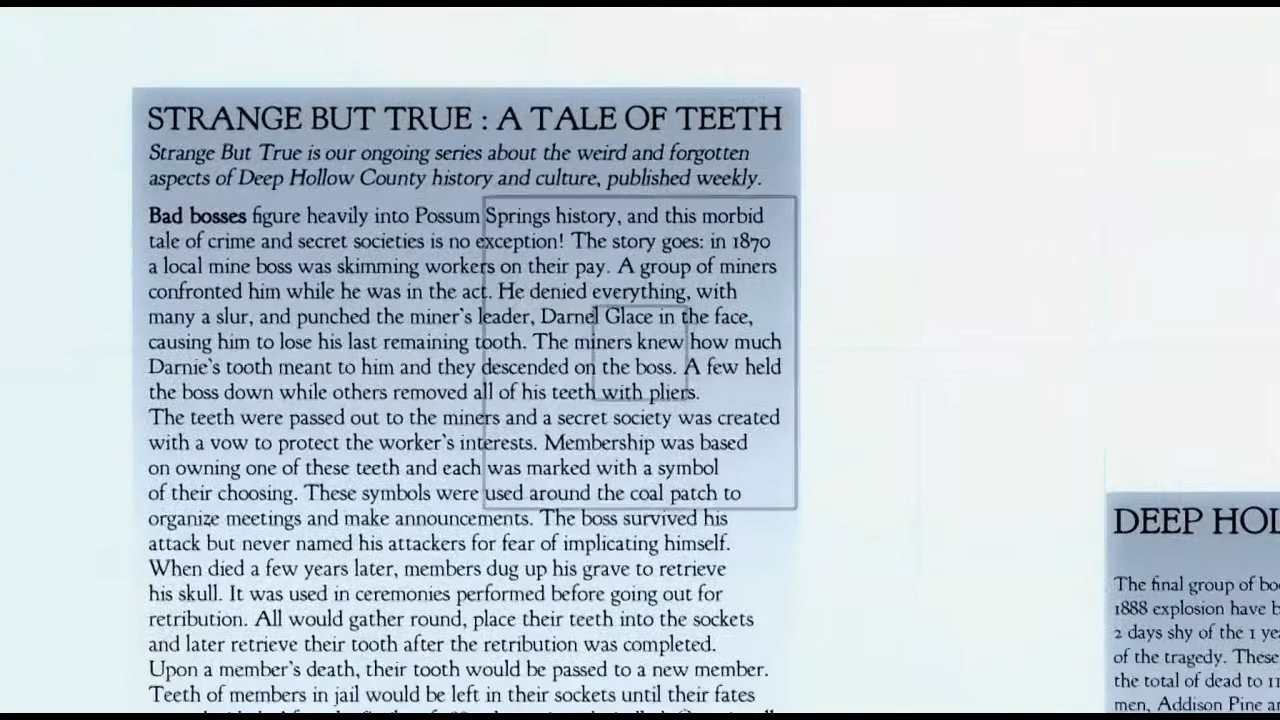 STRANGE BUT TRUE : A TALE OF TEETH
Strange But True is our ongoing series about the weird and forgotten
aspects of Deep Hollow County history and culture, published weekly.
Bad bosses figure heavily into Possum Springs history, and this morbid
tale of crime and secret societies is no exception! The story goes: in 1870
a local mine boss was skimming workers on their pay. A group of miners
confronted him while he was in the act. He denied everything, with
many a slur, and punched the miner's leader, Darnel Glace in the face,
causing him to lose his last remaining tooth. The miners knew how much
Darnie's tooth meant to him and they descended on the boss. A few held
the boss down while others removed all of his teeth with pliers.
The teeth were passed out to the miners and a secret society was created
with a vow to protect the worker's interests. Membership was based
on owning one of these teeth and each was marked with a symbol
of their choosing. These symbols were used around the coal patch to
organize meetings and make announcements. The boss survived his
attack but never named his attackers for fear of implicating himself.
When died a few years later, members dug up his grave to retrieve
his skull. It was used in ceremonies performed before going out for
retribution. All would gather round, place their teeth into the sockets
and later retrieve their tooth after the retribution was completed.
Upon a member's death, their tooth would be passed to a new member.
Teeth of members in jail would be left in their sockets until their fates
DEEP HOL
The final group of bo
1888 explosion have b
2 days shy of the 1 yea
of the tragedy. These
the total of dead to 11
men, Addison Pine an